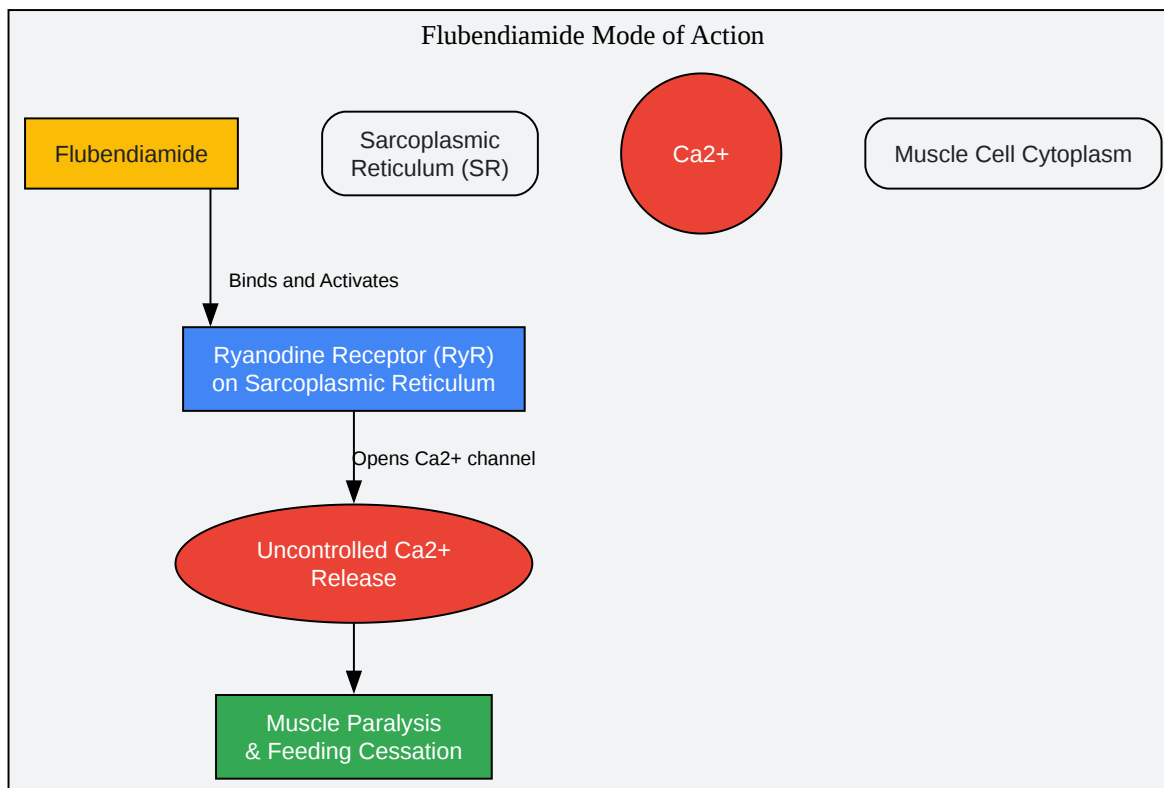 Flubendiamide Mode of Action
Flubendiamide
Sarcoplasmic
Reticulum (SR)
Ca2+
Muscle Cell Cytoplasm
Binds and Activates
Ryanodine Receptor (RyR)
on Sarcoplasmic Reticulum
Opens Ca2+ channel
Uncontrolled Ca2+
Release
Muscle Paralysis
& Feeding Cessation